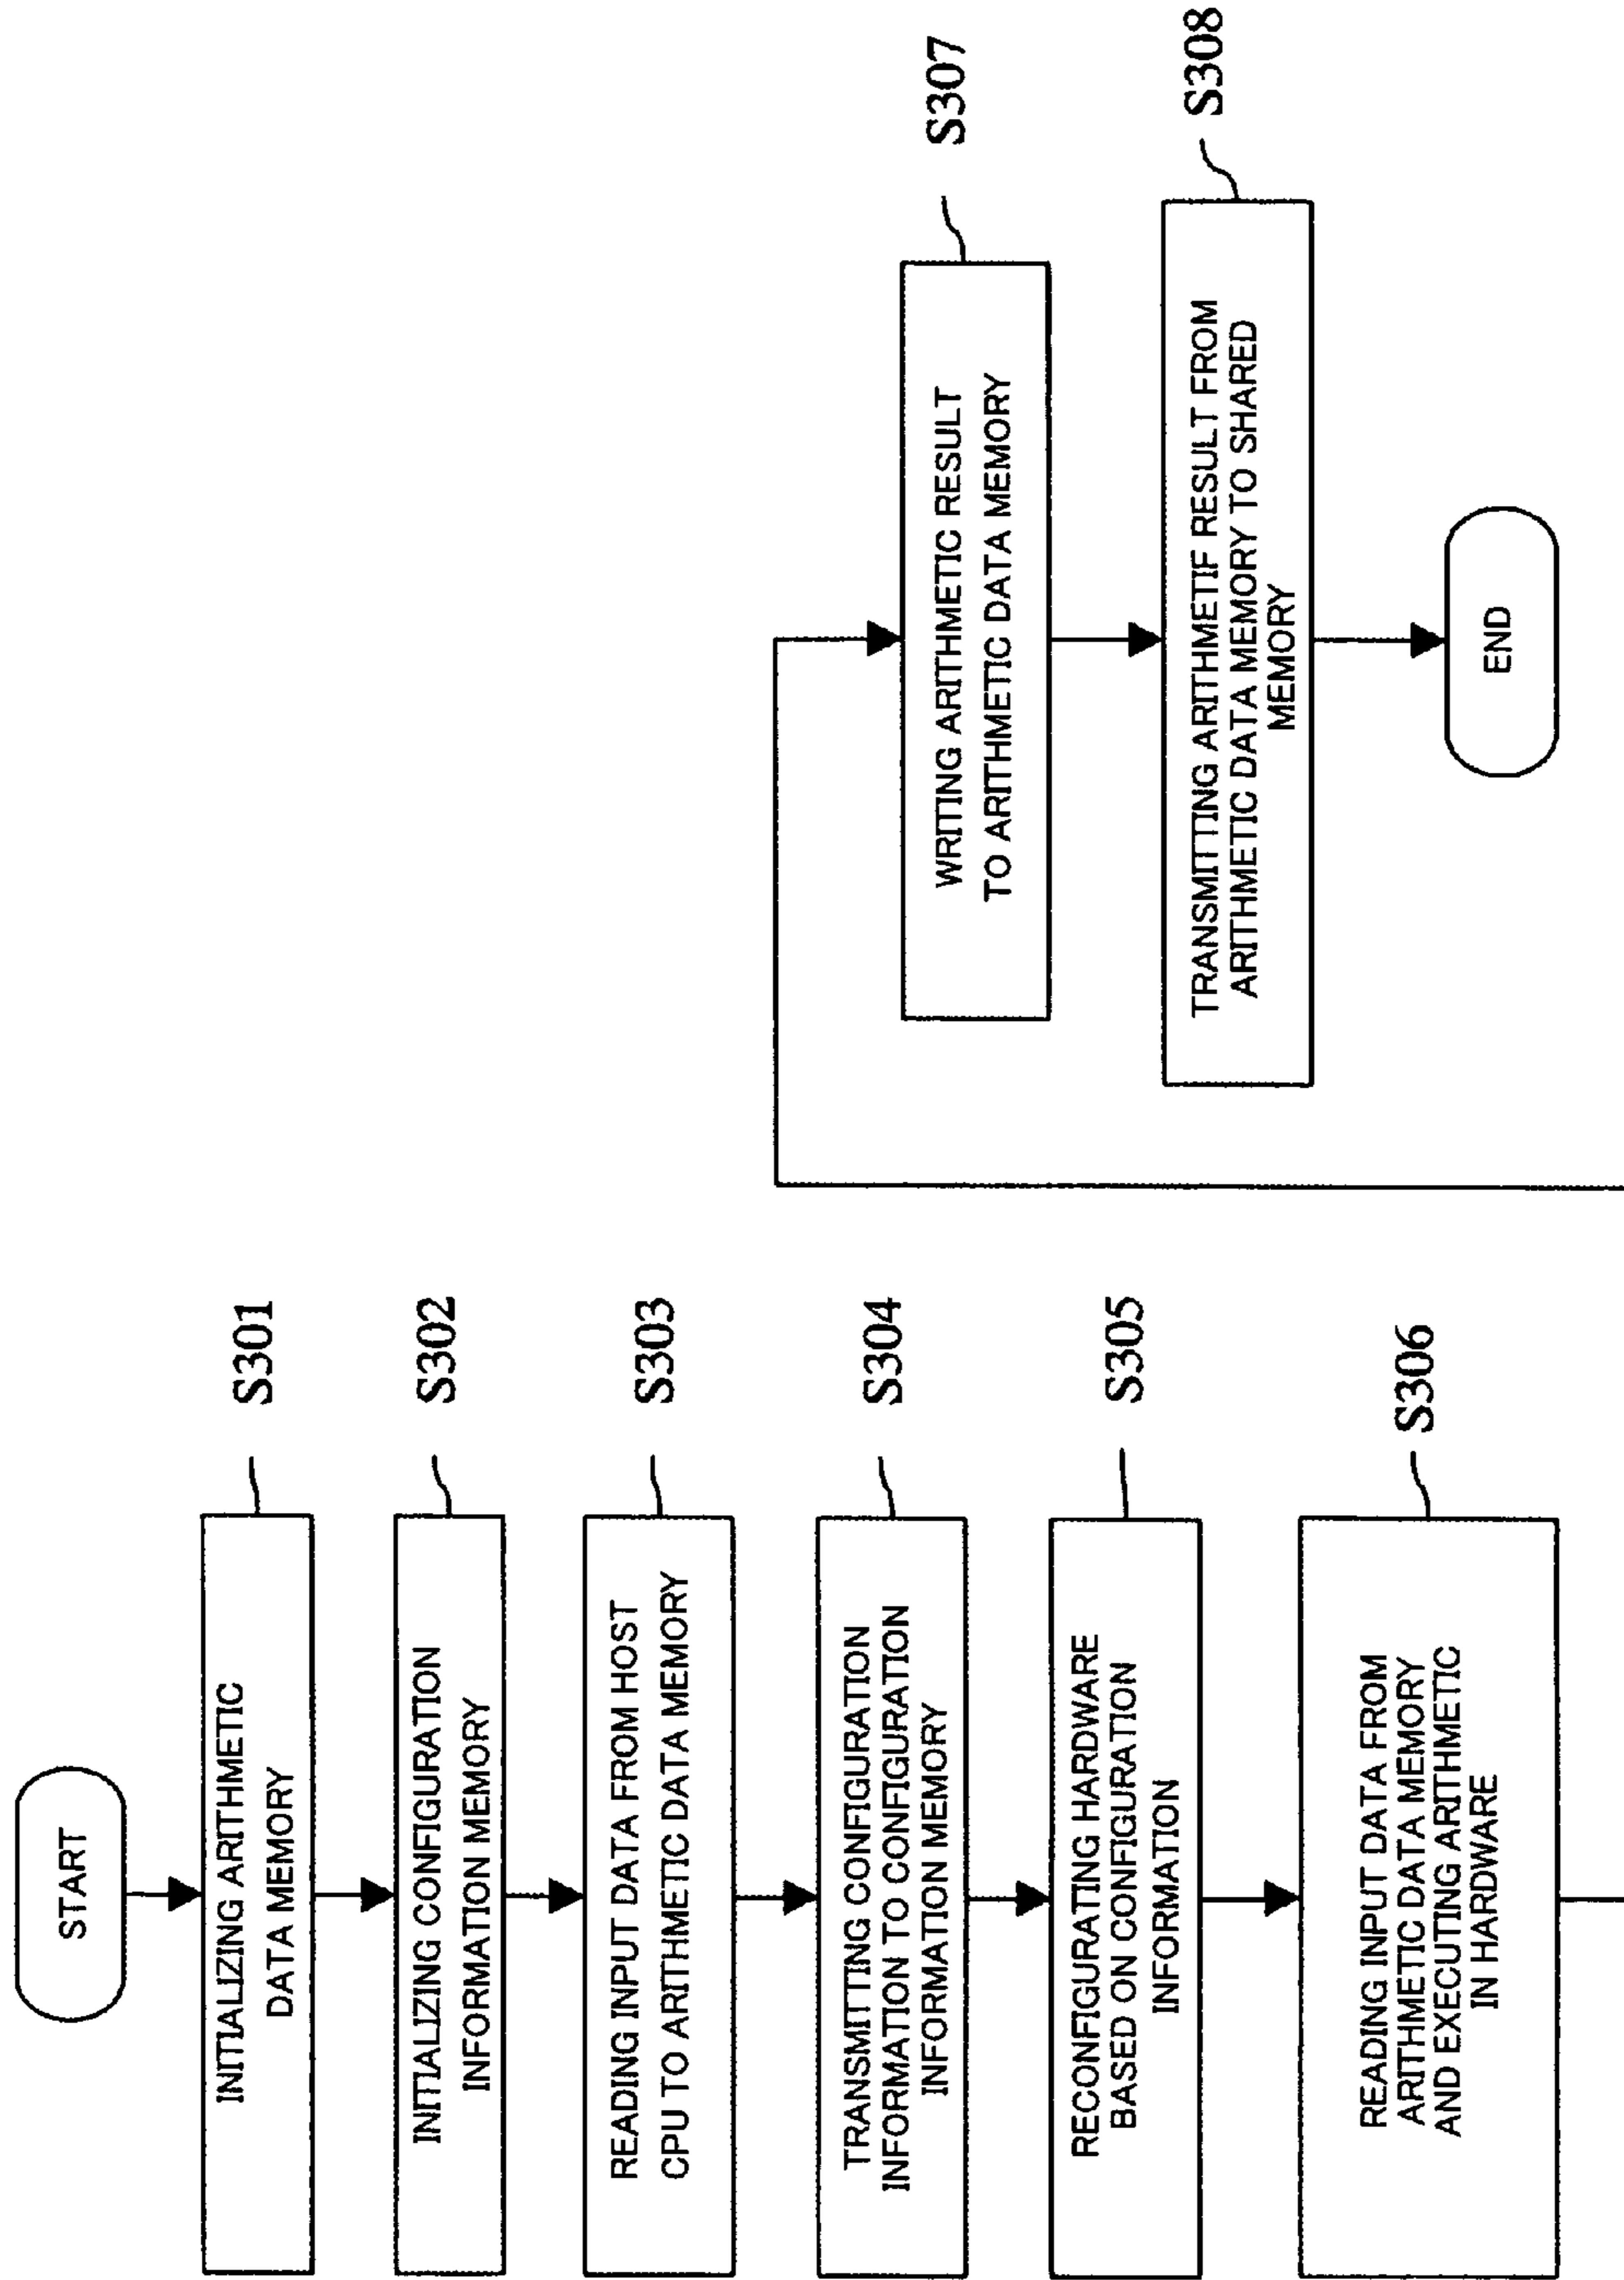 START
INITIALIZING ARITHMETIC
DATA MEMORY
S301
INITIALIZING CONFIGURATION
INFORMATION MEMORY
S302
READING INPUT DATA FROM HOST
CPU TO ARITHMETIC DATA MEMORY
S303
TRANSMITTING CONFIGURATION
INFORMATION TO CONFIGURATION
INFORMATION MEMORY
S304
RECONFIGURATING HARDWARE
BASED ON CONFIGURATION
INFORMATION
S305
READING INPUT DATA FROM
ARITHMETIC DATA MEMORY
AND EXECUTING ARITHMETIC
IN HARDWARE
S306
WRITING ARITHMETIC RESULT
TO ARITHMETIC DATA MEMORY
S307
TRANSMITTING ARITHMETIF RESULT FROM
ARITHMETIC DATA MEMORY TO SHARED
MEMORY
S308
END